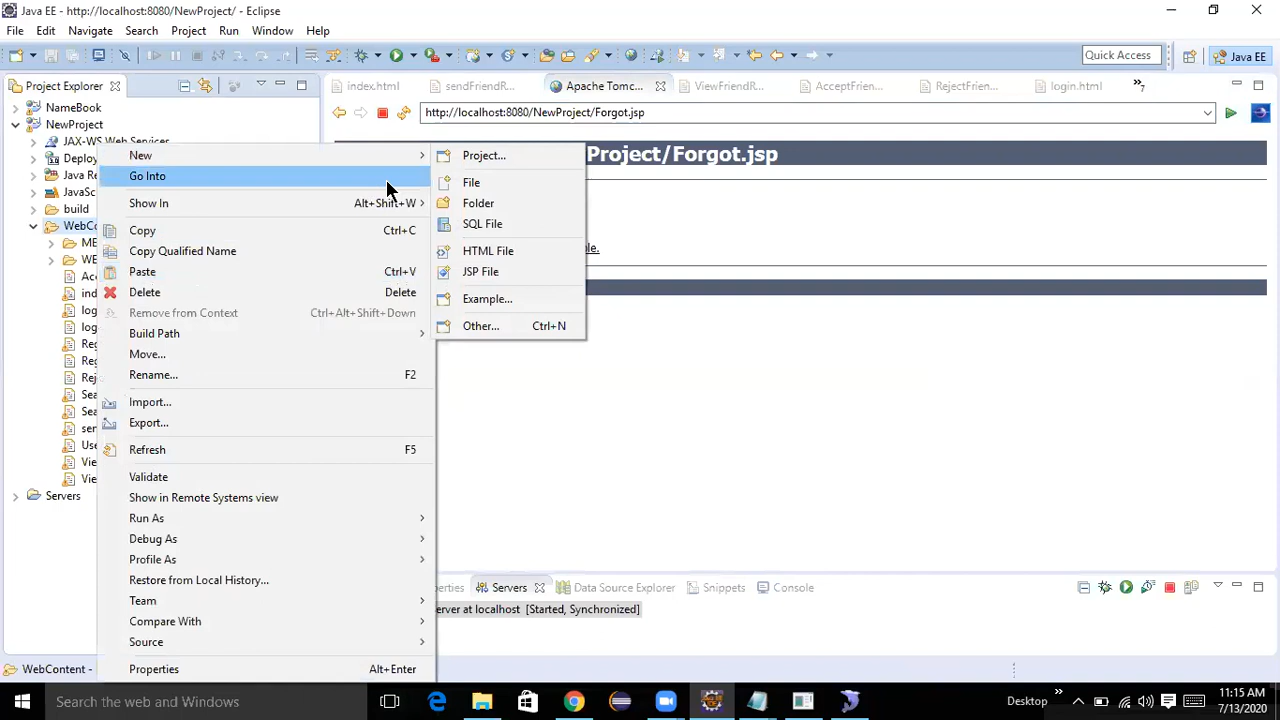 Java EE - http://localhost:8080/NewProject/ - Eclipse
File Edit Navigate Search Project Run Window Help
Quick Access
Java EE
Project Explorer
index.html
sendFriendR...
Apache Tomc...
ViewFriendR...
AcceptFrien...
RejectFrien...
login.html
7
NameBook
http://localhost:8080/NewProject/Forgot.jsp
NewProject
JAX-WS Web Services
Deploy
Java Re
JavaSc
build
WebCo
ME
WE
Ac
ind
log
log
Re
Re
Rej
Sea
Sea
sen
Use
Vie
Vie
Servers
New
Go Into
Show In Alt+Shift+W
Copy Ctrl+C
Copy Qualified Name
Paste Ctrl+V
Delete Delete
Remove from Context Ctrl+Alt+Shift+Down
Build Path
Move...
Rename... F2
Import...
Export...
Refresh F5
Validate
Show in Remote Systems view
Run As
Debug As
Profile As
Restore from Local History...
Team
Compare With
Source
Properties Alt+Enter
Project...
File
Folder
SQL File
HTML File
JSP File
Example...
Other... Ctrl+N
Project/Forgot.jsp
le.
perties
Servers
Data Source Explorer
Snippets
Console
erver at localhost [Started, Synchronized]
WebContent -
Search the web and Windows
Desktop
11:15 AM
7/13/2020